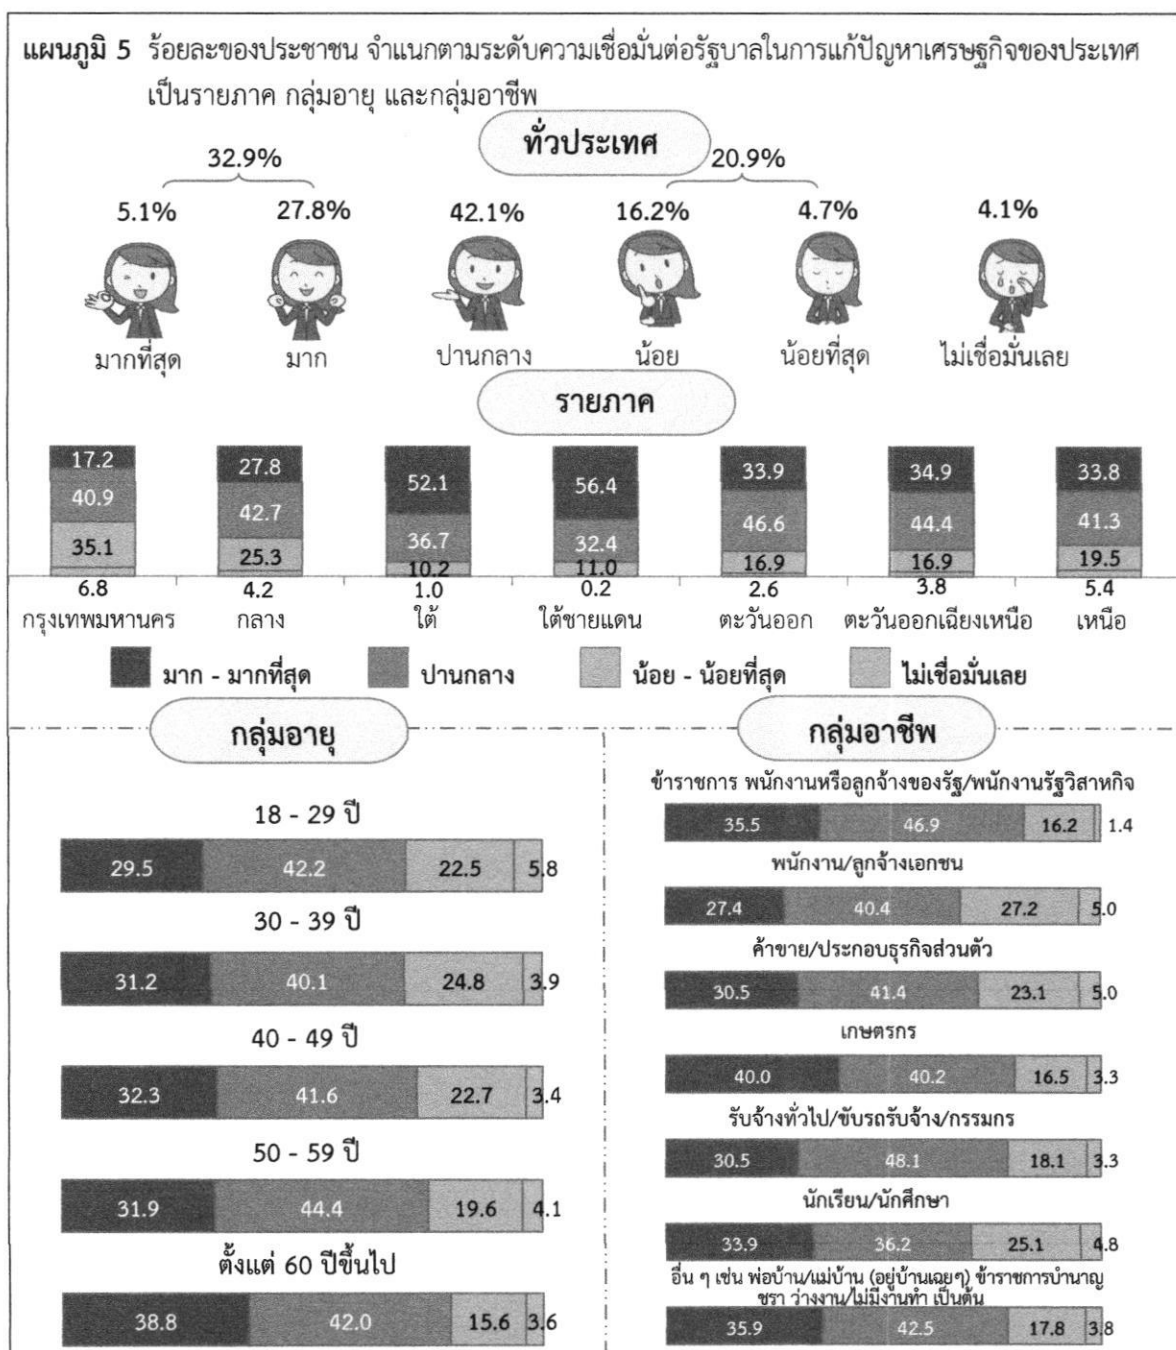 แผนภูมิ 5 ร้อยละของประชาชน จำแนกตามระดับความเชื่อมั่นต่อรัฐบาลในการแก้ปัญหาเศรษฐกิจของประเทศ
เป็นรายภาค กลุ่มอายุ และกลุ่มอาชีพ
ทั่วประเทศ
32.9% 20.9%
5.1% 27.8% 42.1% 16.2% 4.7% 4.1%
มากที่สุด มาก ปานกลาง น้อย น้อยที่สุด ไม่เชื่อมั่นเลย
รายภาค
17.2 27.8 52.1 56.4 33.9 34.9 33.8
40.9 42.7 36.7 32.4 46.6 44.4 41.3
35.1 25.3 10.2 11.0 16.9 16.9 19.5
6.8 4.2 1.0 0.2 2.6 3.8 5.4
กรุงเทพมหานคร กลาง ใต้ ใต้ชายแดน ตะวันออก ตะวันออกเฉียงเหนือ เหนือ
มาก - มากที่สุด ปานกลาง น้อย - น้อยที่สุด ไม่เชื่อมั่นเลย
กลุ่มอายุ
18 - 29 ปี
29.5 42.2 22.5 5.8
30 - 39 ปี
31.2 40.1 24.8 3.9
40 - 49 ปี
32.3 41.6 22.7 3.4
50 - 59 ปี
31.9 44.4 19.6 4.1
ตั้งแต่ 60 ปีขึ้นไป
38.8 42.0 15.6 3.6
กลุ่มอาชีพ
ข้าราชการ พนักงานหรือลูกจ้างของรัฐ/พนักงานรัฐวิสาหกิจ
35.5 46.9 16.2 1.4
พนักงาน/ลูกจ้างเอกชน
27.4 40.4 27.2 5.0
ค้าขาย/ประกอบธุรกิจส่วนตัว
30.5 41.4 23.1 5.0
เกษตรกร
40.0 40.2 16.5 3.3
รับจ้างทั่วไป/ขับรถรับจ้าง/กรรมกร
30.5 48.1 18.1 3.3
นักเรียน/นักศึกษา
33.9 36.2 25.1 4.8
อื่น ๆ เช่น พ่อบ้าน/แม่บ้าน (อยู่บ้านเฉยๆ) ข้าราชการบำนาญ
ชรา ว่างงาน/ไม่มีงานทำ เป็นต้น
35.9 42.5 17.8 3.8